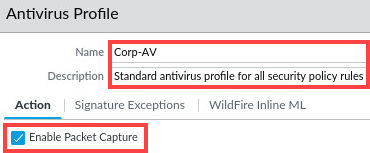 Antivirus Profile
Name Corp-AV
Description Standard antivirus profile for all security policy rules
Action Signature Exceptions WildFire Inline ML
Enable Packet Capture